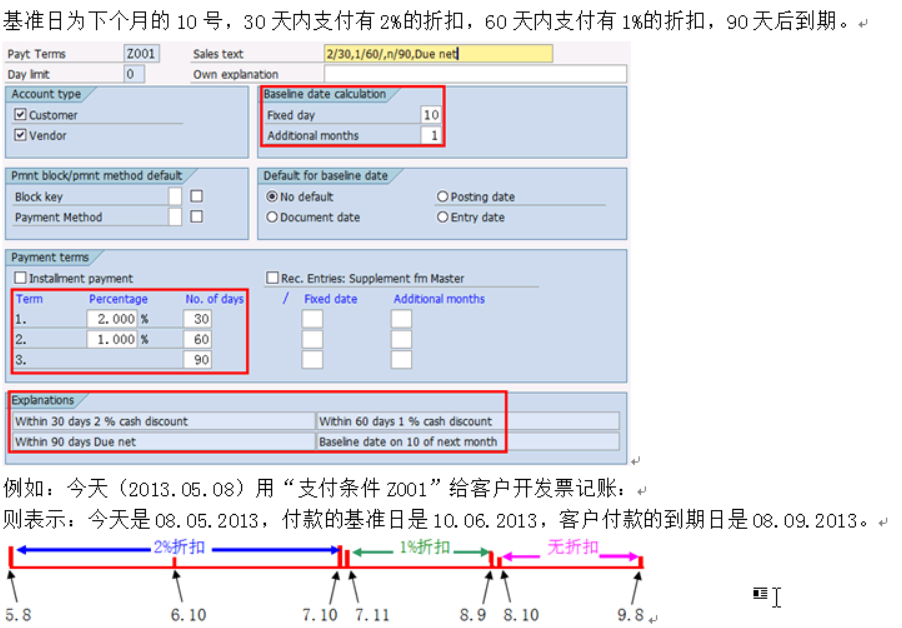 基准日为下个月的 10 号，30 天内支付有 2%的折扣，60 天内支付有 1%的折扣，90 天后到期。
Payt Terms Z001 Sales text 2/30,1/60/,n/90,Due net
Day limit 0 Own explanation
Account type Baseline date calculation
Customer Fixed day 10
Vendor Additional months 1
Pmnt block/pmnt method default Default for baseline date
Block key No default Posting date
Payment Method Document date Entry date
Payment terms
Installment payment Rec. Entries: Supplement fm Master
Term Percentage No. of days / Fixed date Additional months
1. 2.000 % 30
2. 1.000 % 60
3. 90
Explanations
Within 30 days 2 % cash discount Within 60 days 1 % cash discount
Within 90 days Due net Baseline date on 10 of next month
例如：今天（2013.05.08）用“支付条件 Z001”给客户开发票记账：
则表示：今天是 08.05.2013，付款的基准日是 10.06.2013，客户付款的到期日是 08.09.2013。
2%折扣 1%折扣 无折扣
5.8 6.10 7.10 7.11 8.9 8.10 9.8